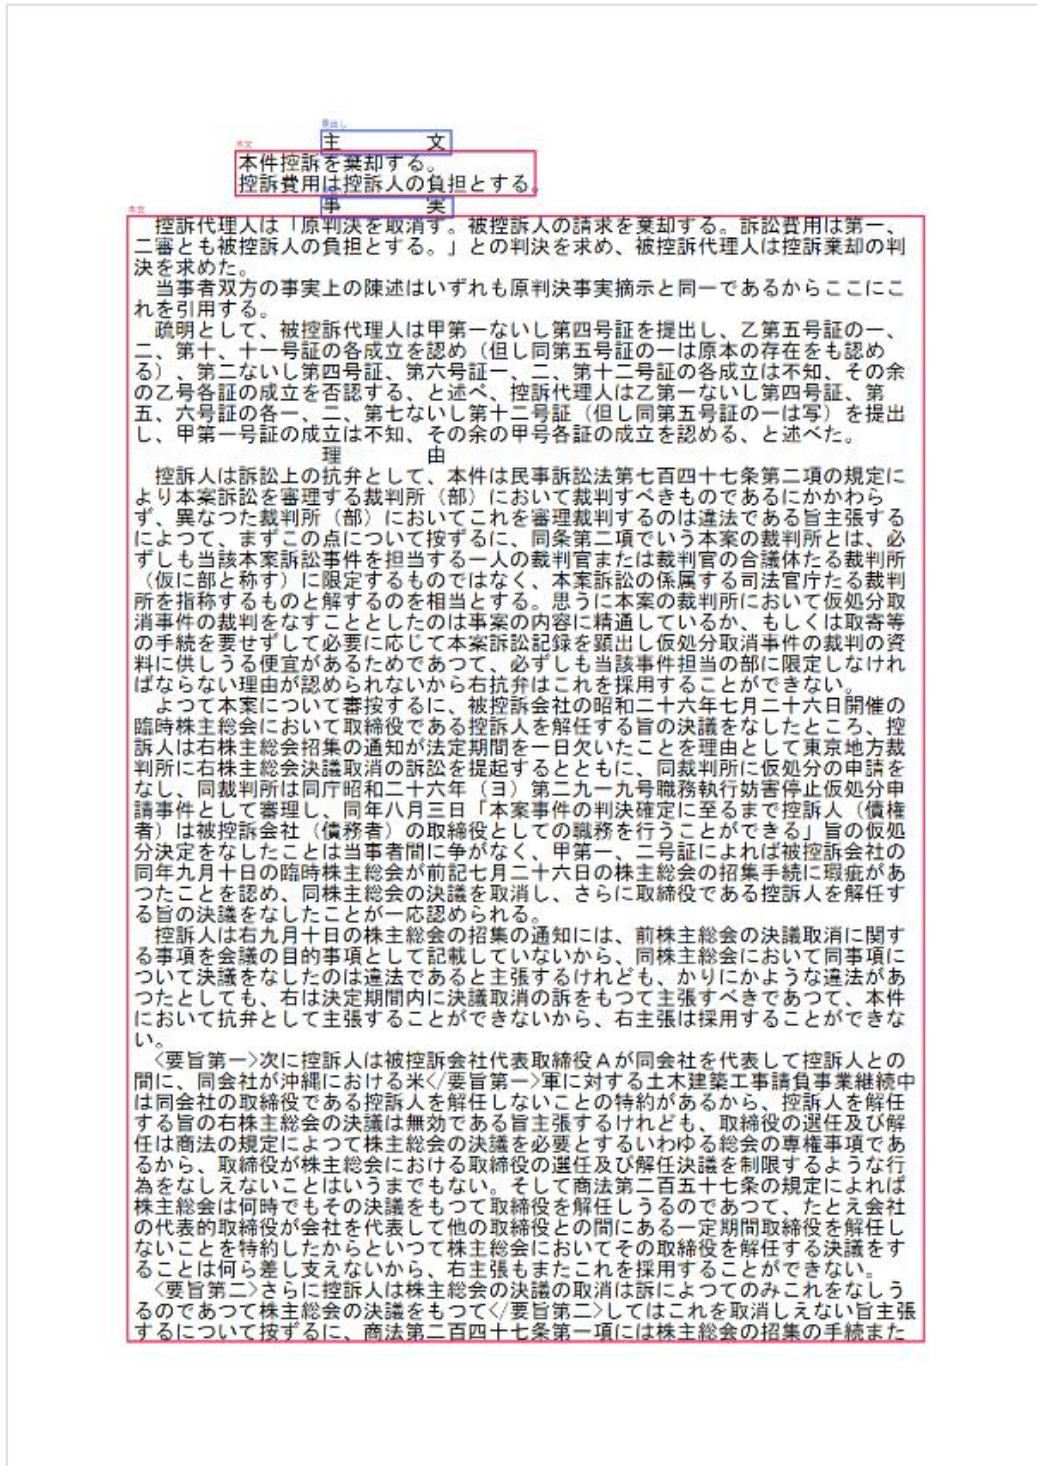 見出し
主　　　　文
本文
本件控訴を棄却する。
控訴費用は控訴人の負担とする。
事　　　　実
本文
　控訴代理人は「原判決を取消す。被控訴人の請求を棄却する。訴訟費用は第一、
二審とも被控訴人の負担とする。」との判決を求め、被控訴代理人は控訴棄却の判
決を求めた。
　当事者双方の事実上の陳述はいずれも原判決事実摘示と同一であるからここにこ
れを引用する。
　疏明として、被控訴代理人は甲第一ないし第四号証を提出し、乙第五号証の一、
二、第十、十一号証の各成立を認め（但し同第五号証の一は原本の存在をも認め
る）、第二ないし第四号証、第六号証一、二、第十二号証の各成立は不知、その余
の乙号各証の成立を否認する、と述べ、控訴代理人は乙第一ないし第四号証、第
五、六号証の各一、二、第七ないし第十二号証（但し同第五号証の一は写）を提出
し、甲第一号証の成立は不知、その余の甲号各証の成立を認める、と述べた。
理　　　　由
　控訴人は訴訟上の抗弁として、本件は民事訴訟法第七百四十七条第二項の規定に
より本案訴訟を審理する裁判所（部）において裁判すべきものであるにかかわら
ず、異なつた裁判所（部）においてこれを審理裁判するのは違法である旨主張する
によつて、まずこの点について按ずるに、同条第二項でいう本案の裁判所とは、必
ずしも当該本案訴訟事件を担当する一人の裁判官または裁判官の合議体たる裁判所
（仮に部と称す）に限定するものではなく、本案訴訟の係属する司法官庁たる裁判
所を指称するものと解するのを相当とする。思うに本案の裁判所において仮処分取
消事件の裁判をなすこととしたのは事案の内容に精通しているか、もしくは取寄等
の手続を要せずして必要に応じて本案訴訟記録を顕出し仮処分取消事件の裁判の資
料に供しうる便宜があるためであつて、必ずしも当該事件担当の部に限定しなけれ
ばならない理由が認められないから右抗弁はこれを採用することができない。
　よつて本案について審按するに、被控訴会社の昭和二十六年七月二十六日開催の
臨時株主総会において取締役である控訴人を解任する旨の決議をなしたところ、控
訴人は右株主総会招集の通知が法定期間を一日欠いたことを理由として東京地方裁
判所に右株主総会決議取消の訴訟を提起するとともに、同裁判所に仮処分の申請を
なし、同裁判所は同庁昭和二十六年（ヨ）第二九一九号職務執行妨害停止仮処分申
請事件として審理し、同年八月三日「本案事件の判決確定に至るまで控訴人（債権
者）は被控訴会社（債務者）の取締役としての職務を行うことができる」旨の仮処
分決定をなしたことは当事者間に争がなく、甲第一、二号証によれば被控訴会社の
同年九月十日の臨時株主総会が前記七月二十六日の株主総会の招集手続に瑕疵があ
つたことを認め、同株主総会の決議を取消し、さらに取締役である控訴人を解任す
る旨の決議をなしたことが一応認められる。
　控訴人は右九月十日の株主総会の招集の通知には、前株主総会の決議取消に関す
る事項を会議の目的事項として記載していないから、同株主総会において同事項に
ついて決議をなしたのは違法であると主張するけれども、かりにかような違法があ
つたとしても、右は決定期間内に決議取消の訴をもつて主張すべきであつて、本件
において抗弁として主張することができないから、右主張は採用することができな
い。
　<要旨第一>次に控訴人は被控訴会社代表取締役Ａが同会社を代表して控訴人との
間に、同会社が沖縄における米</要旨第一>軍に対する土木建築工事請負事業継続中
は同会社の取締役である控訴人を解任しないことの特約があるから、控訴人を解任
する旨の右株主総会の決議は無効である旨主張するけれども、取締役の選任及び解
任は商法の規定によつて株主総会の決議を必要とするいわゆる総会の専権事項であ
るから、取締役が株主総会における取締役の選任及び解任決議を制限するような行
為をなしえないことはいうまでもない。そして商法第二百五十七条の規定によれば
株主総会は何時でもその決議をもつて取締役を解任しうるのであつて、たとえ会社
の代表的取締役が会社を代表して他の取締役との間にある一定期間取締役を解任し
ないことを特約したからといつて株主総会においてその取締役を解任する決議をす
ることは何ら差し支えないから、右主張もまたこれを採用することができない。
　<要旨第二>さらに控訴人は株主総会の決議の取消は訴によつてのみこれをなしう
るのであつて株主総会の決議をもつて</要旨第二>してはこれを取消しえない旨主張
するについて按ずるに、商法第二百四十七条第一項には株主総会の招集の手続また